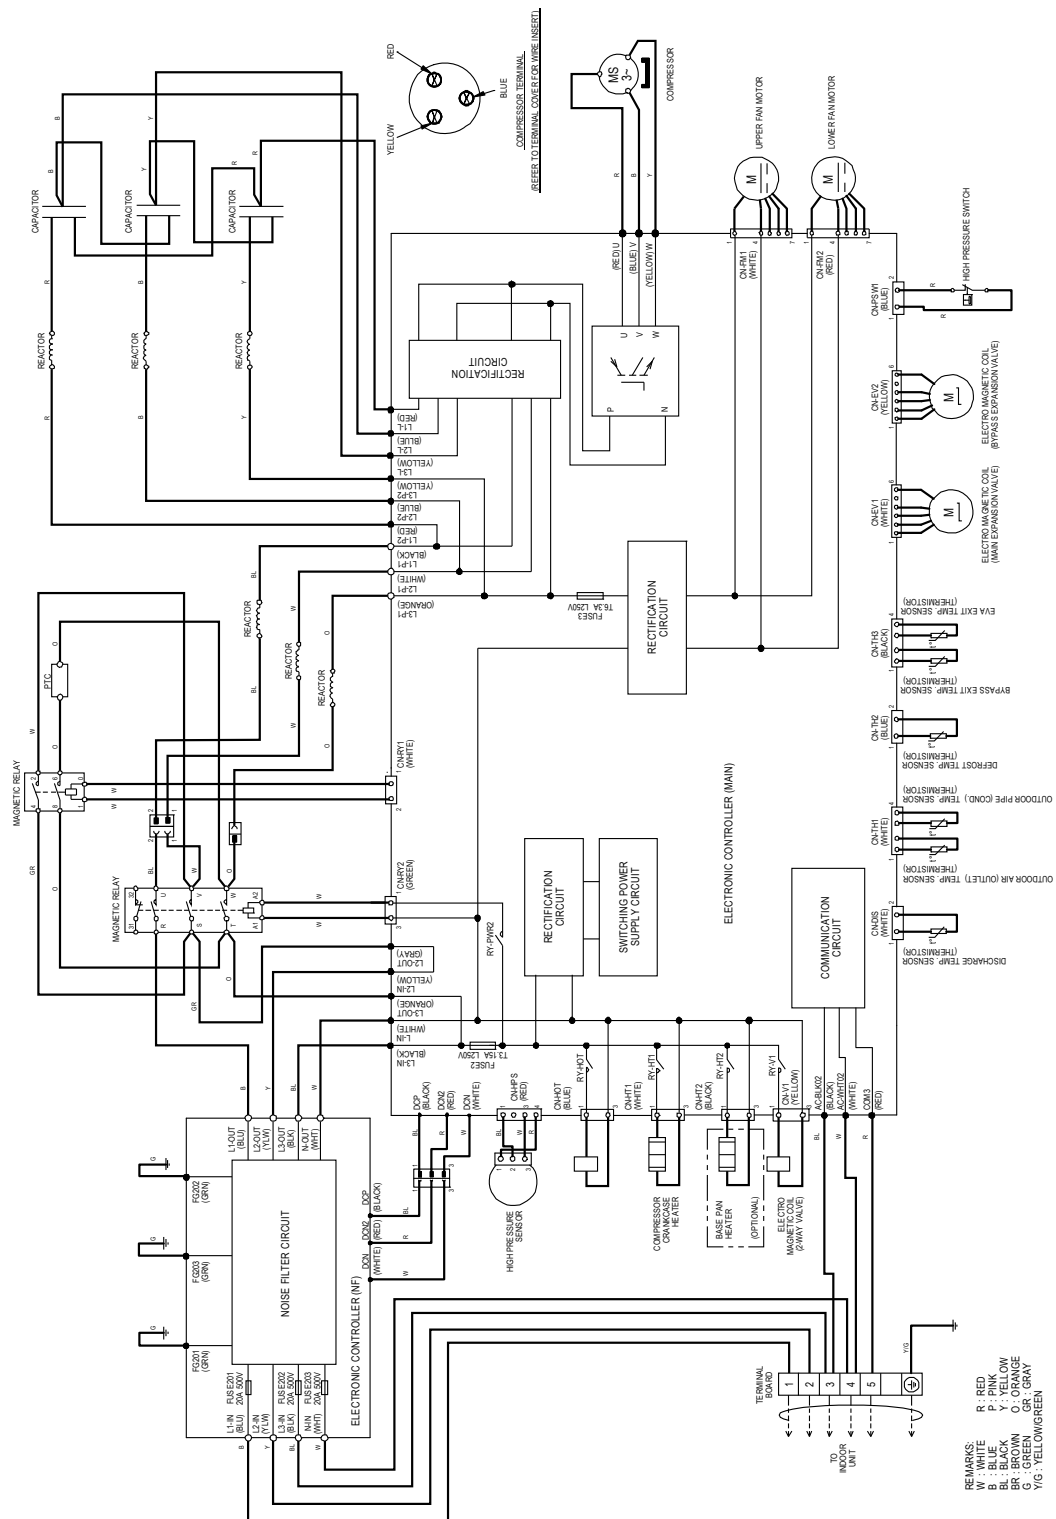 RED
YELLOW
BLUE
COMPRESSOR TERMINAL
(REFER TO TERMINAL COVER FOR WIRE INSERT)
MS
3~
COMPRESSOR
M
UPPER FAN MOTOR
M
LOWER FAN MOTOR
CAPACITOR
CAPACITOR
CAPACITOR
REACTOR
REACTOR
REACTOR
(RED) U
(BLUE) V
(YELLOW) W
CN-FM1
(WHITE)
CN-FM2
(RED)
CN-PSW1
(BLUE)
HIGH PRESSURE SWITCH
RECTIFICATION
CIRCUIT
U
V
W
P
N
L1-L
(RED)
L2-L
(BLUE)
L3-L
(YELLOW)
L3-P2
(YELLOW)
L2-P2
(BLUE)
L1-P2
(RED)
L1-P1
(BLACK)
L2-P1
(WHITE)
L3-P1
(ORANGE)
CN-EV2
(YELLOW)
M
ELECTRO MAGNETIC COIL
(BYPASS EXPANSION VALVE)
CN-EV1
(WHITE)
M
ELECTRO MAGNETIC COIL
(MAIN EXPANSION VALVE)
FUSE3
T6.3A L250V
RECTIFICATION
CIRCUIT
REACTOR
REACTOR
REACTOR
PTC
MAGNETIC RELAY
MAGNETIC RELAY
CN-RY1
(WHITE)
CN-RY2
(GREEN)
RY-PWR2
CN-TH3
(BLACK)
EVA EXIT TEMP. SENSOR
(THERMISTOR)
BYPASS EXIT TEMP. SENSOR
(THERMISTOR)
CN-TH2
(BLUE)
DEFROST TEMP. SENSOR
(THERMISTOR)
CN-TH1
(WHITE)
OUTDOOR PIPE (COND.) TEMP. SENSOR
(THERMISTOR)
OUTDOOR AIR (OUTLET) TEMP. SENSOR
(THERMISTOR)
CN-DIS
(WHITE)
DISCHARGE TEMP. SENSOR
(THERMISTOR)
ELECTRONIC CONTROLLER (MAIN)
RECTIFICATION
CIRCUIT
SWITCHING POWER
SUPPLY CIRCUIT
COMMUNICATION
CIRCUIT
L2-OUT
(GRAY)
L2-IN
(YELLOW)
L3-OUT
(ORANGE)
L-IN
(WHITE)
L3-IN
(BLACK)
FUSE2
T3.15A L250V
DCP
(BLACK)
DCN2
(RED)
DCN
(WHITE)
CN-HPS
(RED)
CN-HOT
(BLUE)
RY-HOT
CN-HT1
(WHITE)
RY-HT1
CN-HT2
(BLACK)
RY-HT2
CN-V1
(YELLOW)
RY-V1
AC-BLK02
(BLACK)
AC-WHT02
(WHITE)
COM3
(RED)
HIGH PRESSURE
SENSOR
COMPRESSOR
CRANKCASE
HEATER
BASE PAN
HEATER
(OPTIONAL)
ELECTRO
MAGNETIC COIL
(2-WAY VALVE)
L1-OUT
(BLU)
L2-OUT
(YLW)
L3-OUT
(BLK)
N-OUT
(WHT)
FG202
(GRN)
FG203
(GRN)
FG201
(GRN)
NOISE FILTER CIRCUIT
DCP
(BLACK)
DCN2
(RED)
DCN
(WHITE)
ELECTRONIC CONTROLLER (NF)
FUSE201
20A 500V
FUSE202
20A 500V
FUSE203
20A 500V
L1-IN
(BLU)
L2-IN
(YLW)
L3-IN
(BLK)
N-IN
(WHT)
TERMINAL
BOARD
1
2
3
4
5
Y/G
TO
INDOOR
UNIT
REMARKS:
W : WHITE R : RED
B : BLUE P : PINK
BL : BLACK Y : YELLOW
BR : BROWN O : ORANGE
G : GREEN GR : GRAY
Y/G : YELLOW/GREEN